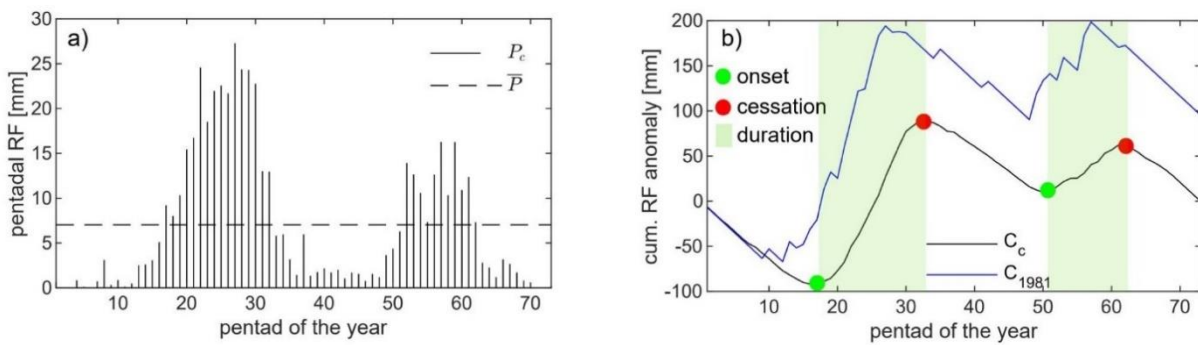 a)
pentadal RF [mm]
30
25
20
15
10
5
0
P_c
P̅
10 20 30 40 50 60 70
pentad of the year
b)
cum. RF anomaly [mm]
200
150
100
50
0
-50
-100
onset
cessation
duration
C_c
C_1981
10 20 30 40 50 60 70
pentad of the year